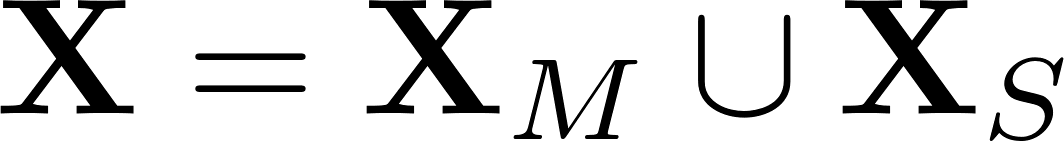 𝐗 = 𝐗_M ∪ 𝐗_S